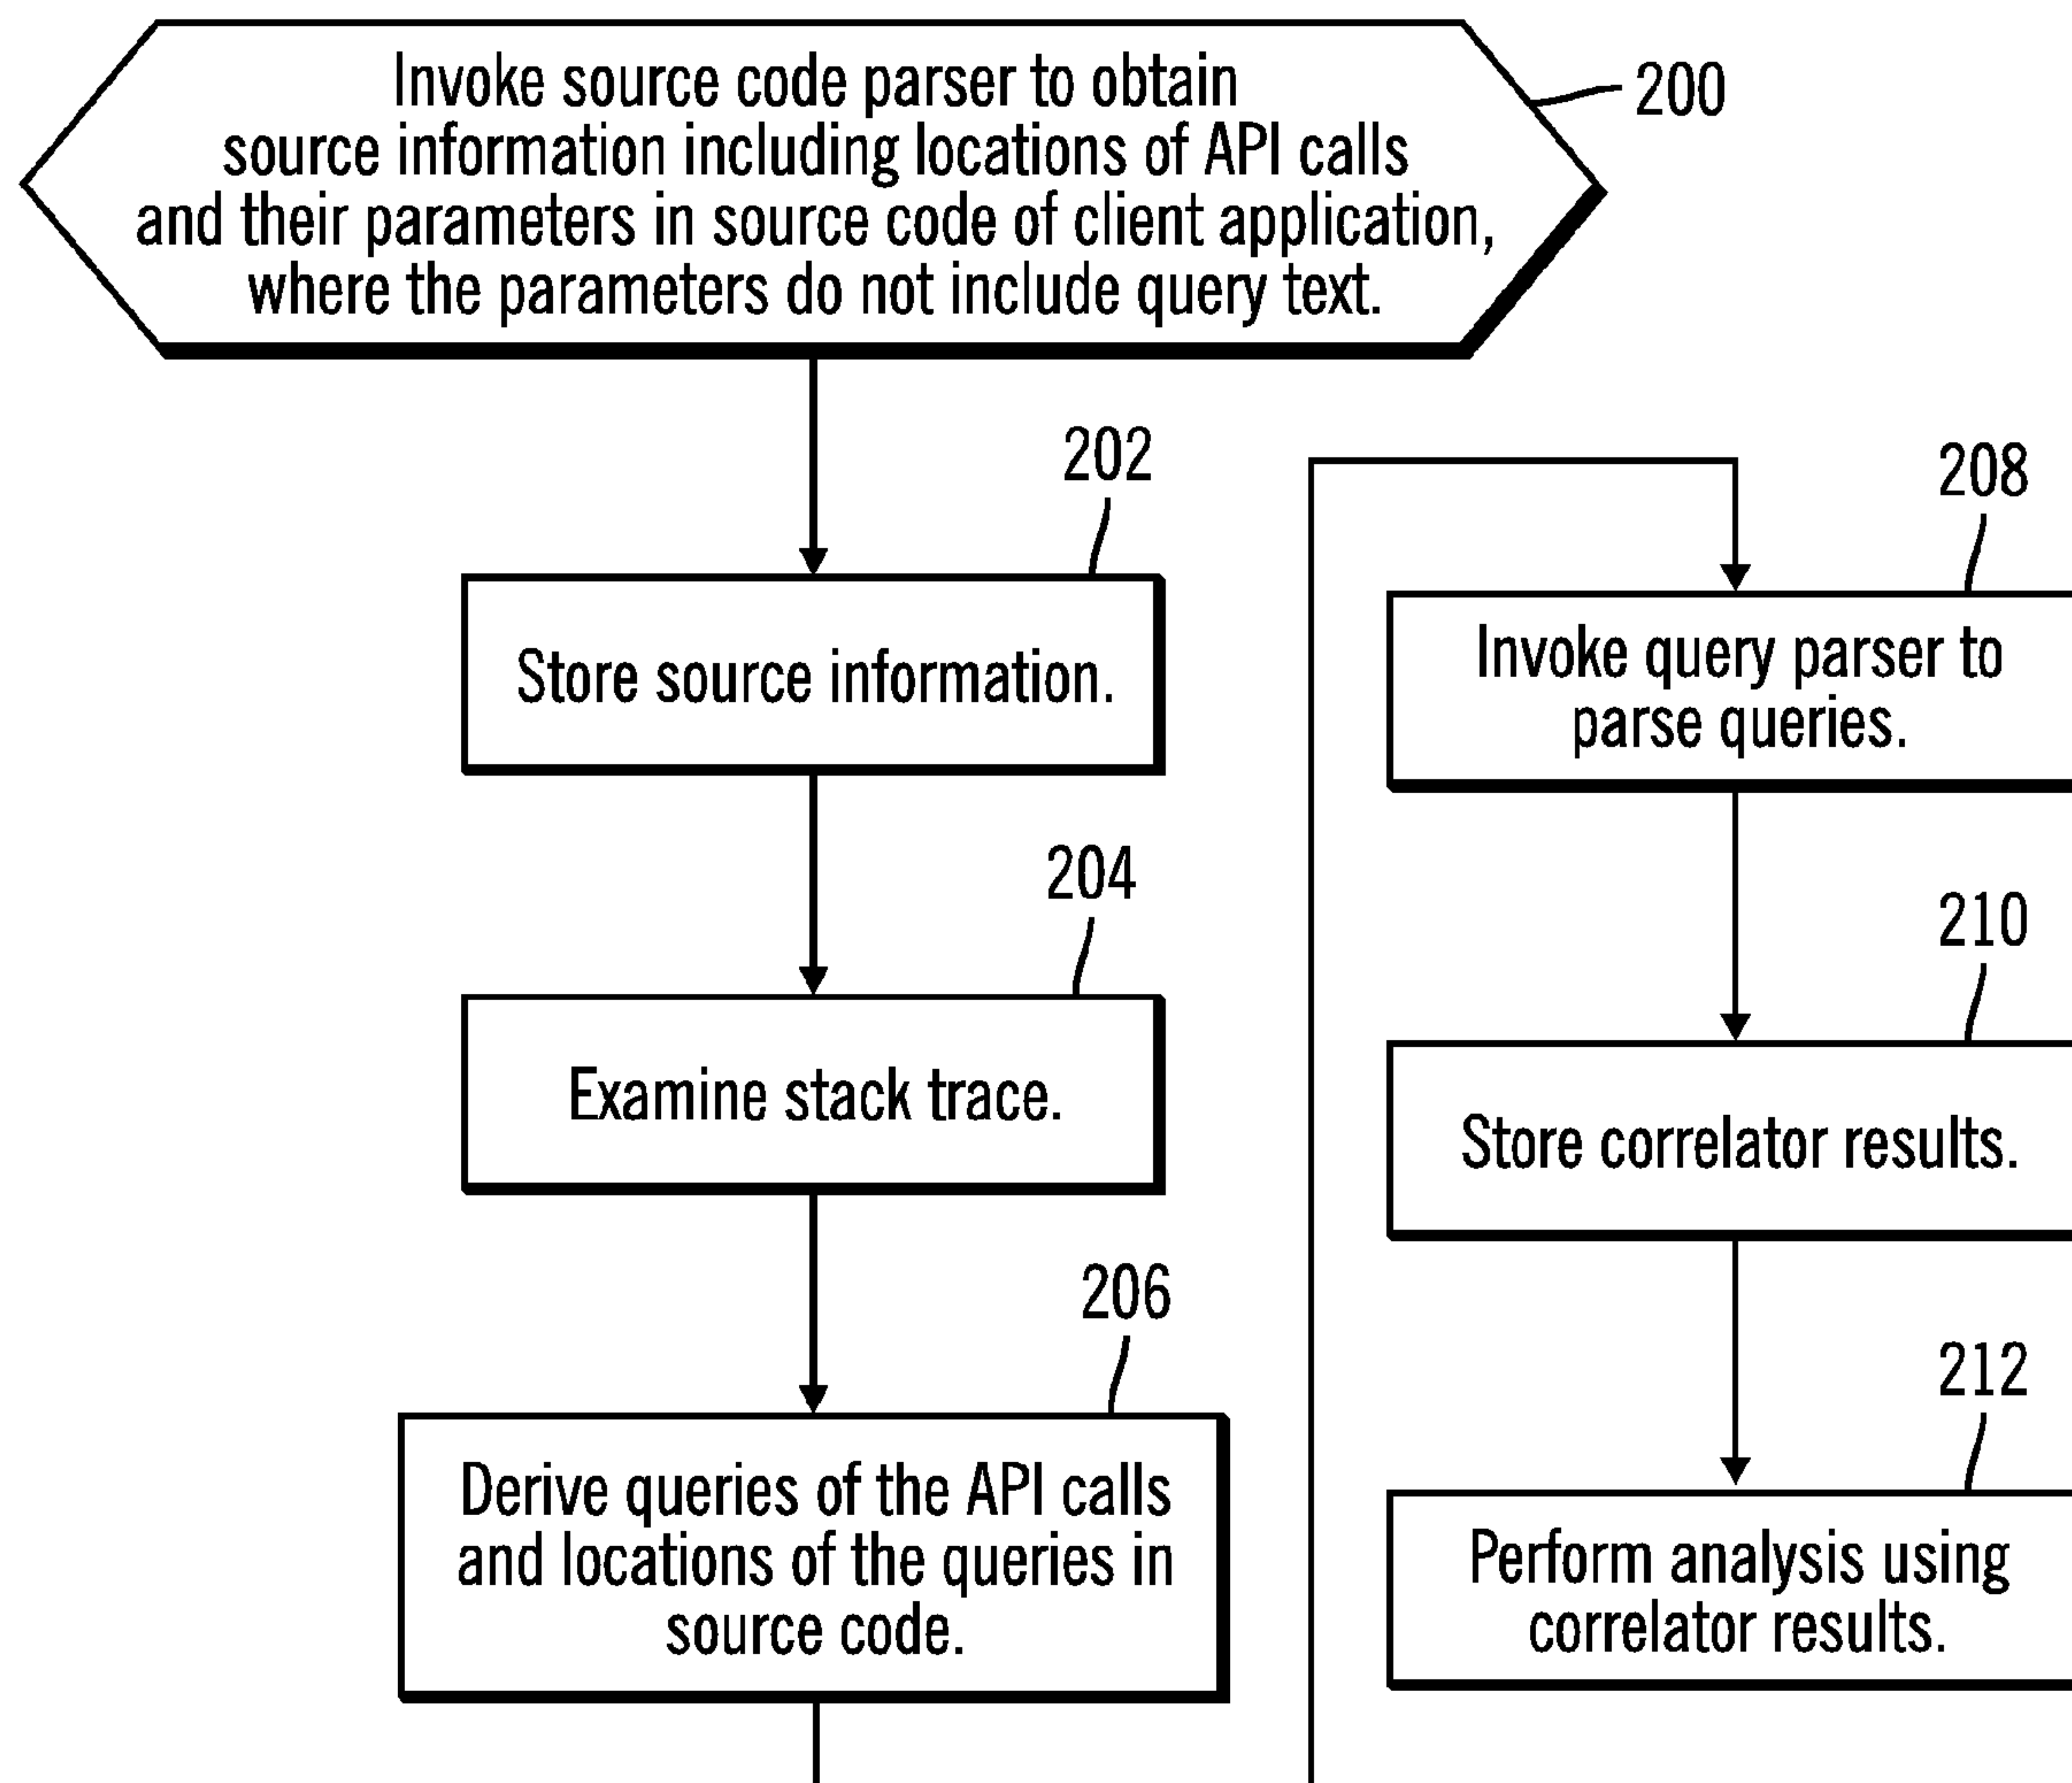 Invoke source code parser to obtain
source information including locations of API calls
and their parameters in source code of client application,
where the parameters do not include query text.
200
202
Store source information.
204
Examine stack trace.
206
Derive queries of the API calls
and locations of the queries in
source code.
208
Invoke query parser to
parse queries.
210
Store correlator results.
212
Perform analysis using
correlator results.